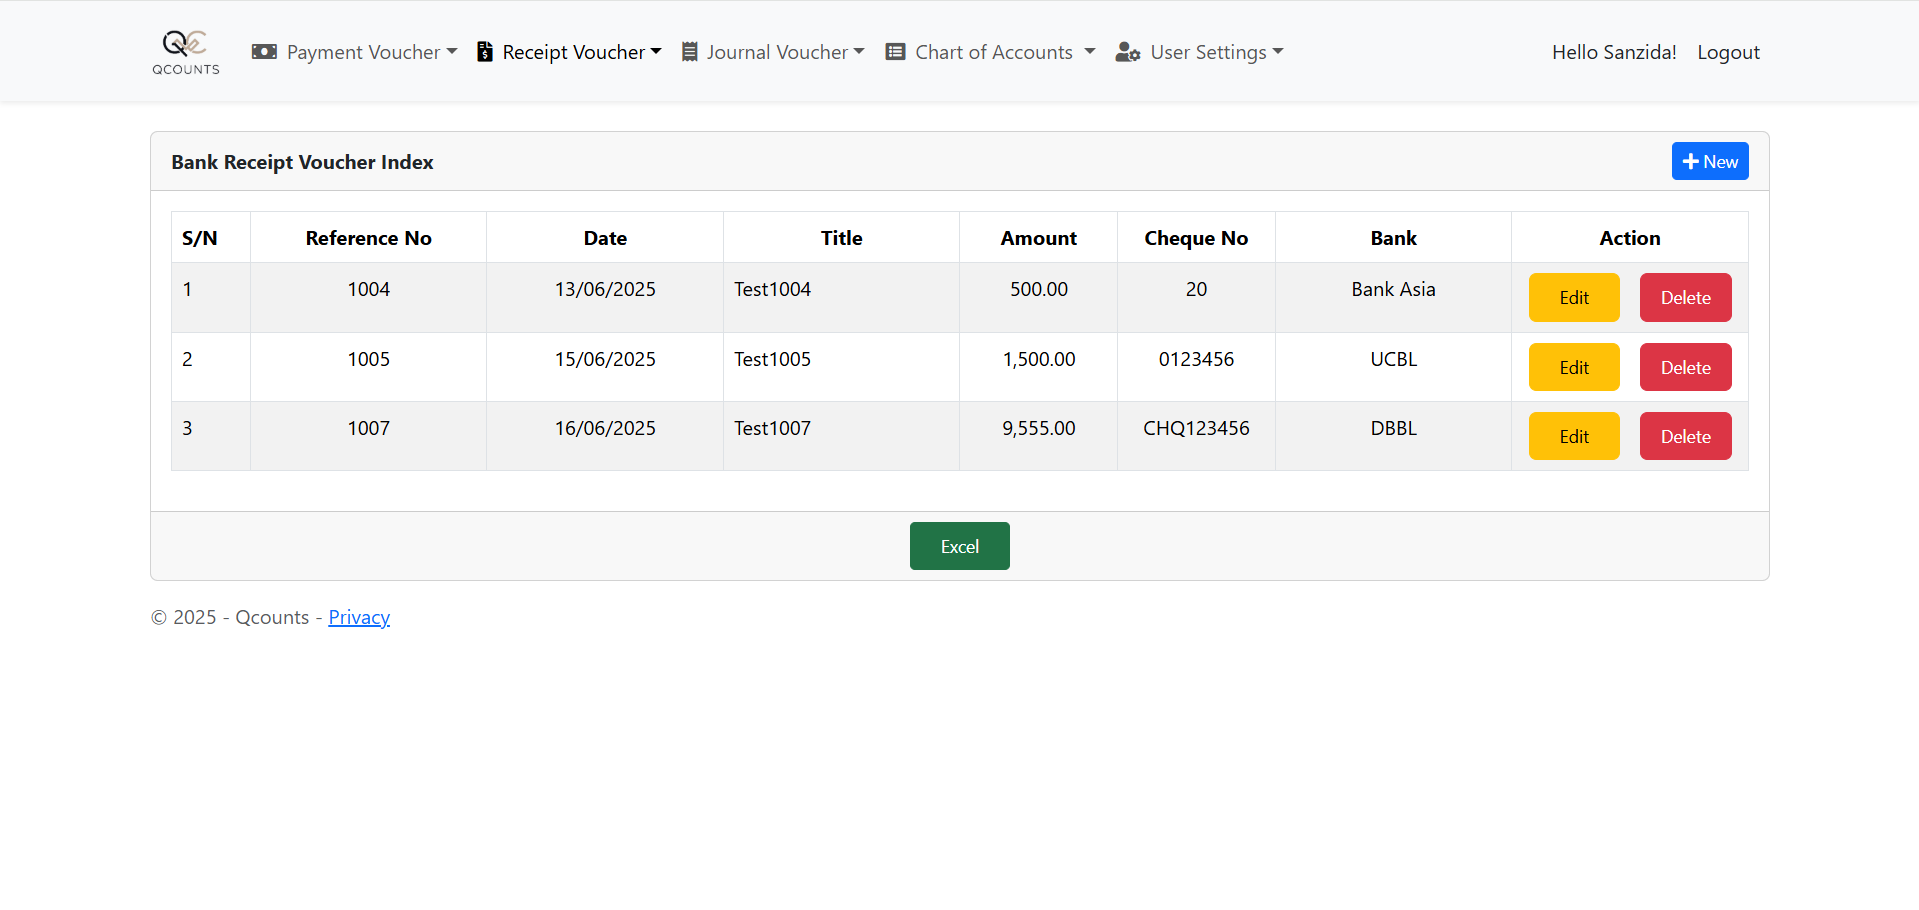 QC
QCOUNTS
Payment Voucher Receipt Voucher Journal Voucher Chart of Accounts User Settings Hello Sanzida! Logout
Bank Receipt Voucher Index New
S/N Reference No Date Title Amount Cheque No Bank Action
1 1004 13/06/2025 Test1004 500.00 20 Bank Asia Edit Delete
2 1005 15/06/2025 Test1005 1,500.00 0123456 UCBL Edit Delete
3 1007 16/06/2025 Test1007 9,555.00 CHQ123456 DBBL Edit Delete
Excel
© 2025 - Qcounts - Privacy